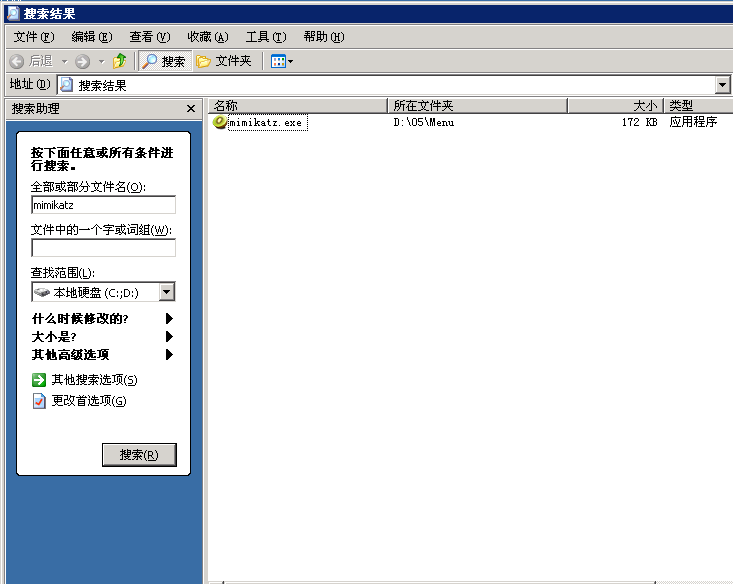 搜索结果
文件(F) 编辑(E) 查看(V) 收藏(A) 工具(T) 帮助(H)
后退 搜索 文件夹
地址(D) 搜索结果
搜索助理
名称 所在文件夹 大小 类型
mimikatz.exe D:\05\Menu 172 KB 应用程序
按下面任意或所有条件进
行搜索。
全部或部分文件名(O):
mimikatz
文件中的一个字或词组(W):
查找范围(L):
本地硬盘 (C:;D:)
什么时候修改的?
大小是?
其他高级选项
其他搜索选项(S)
更改首选项(G)
搜索(R)